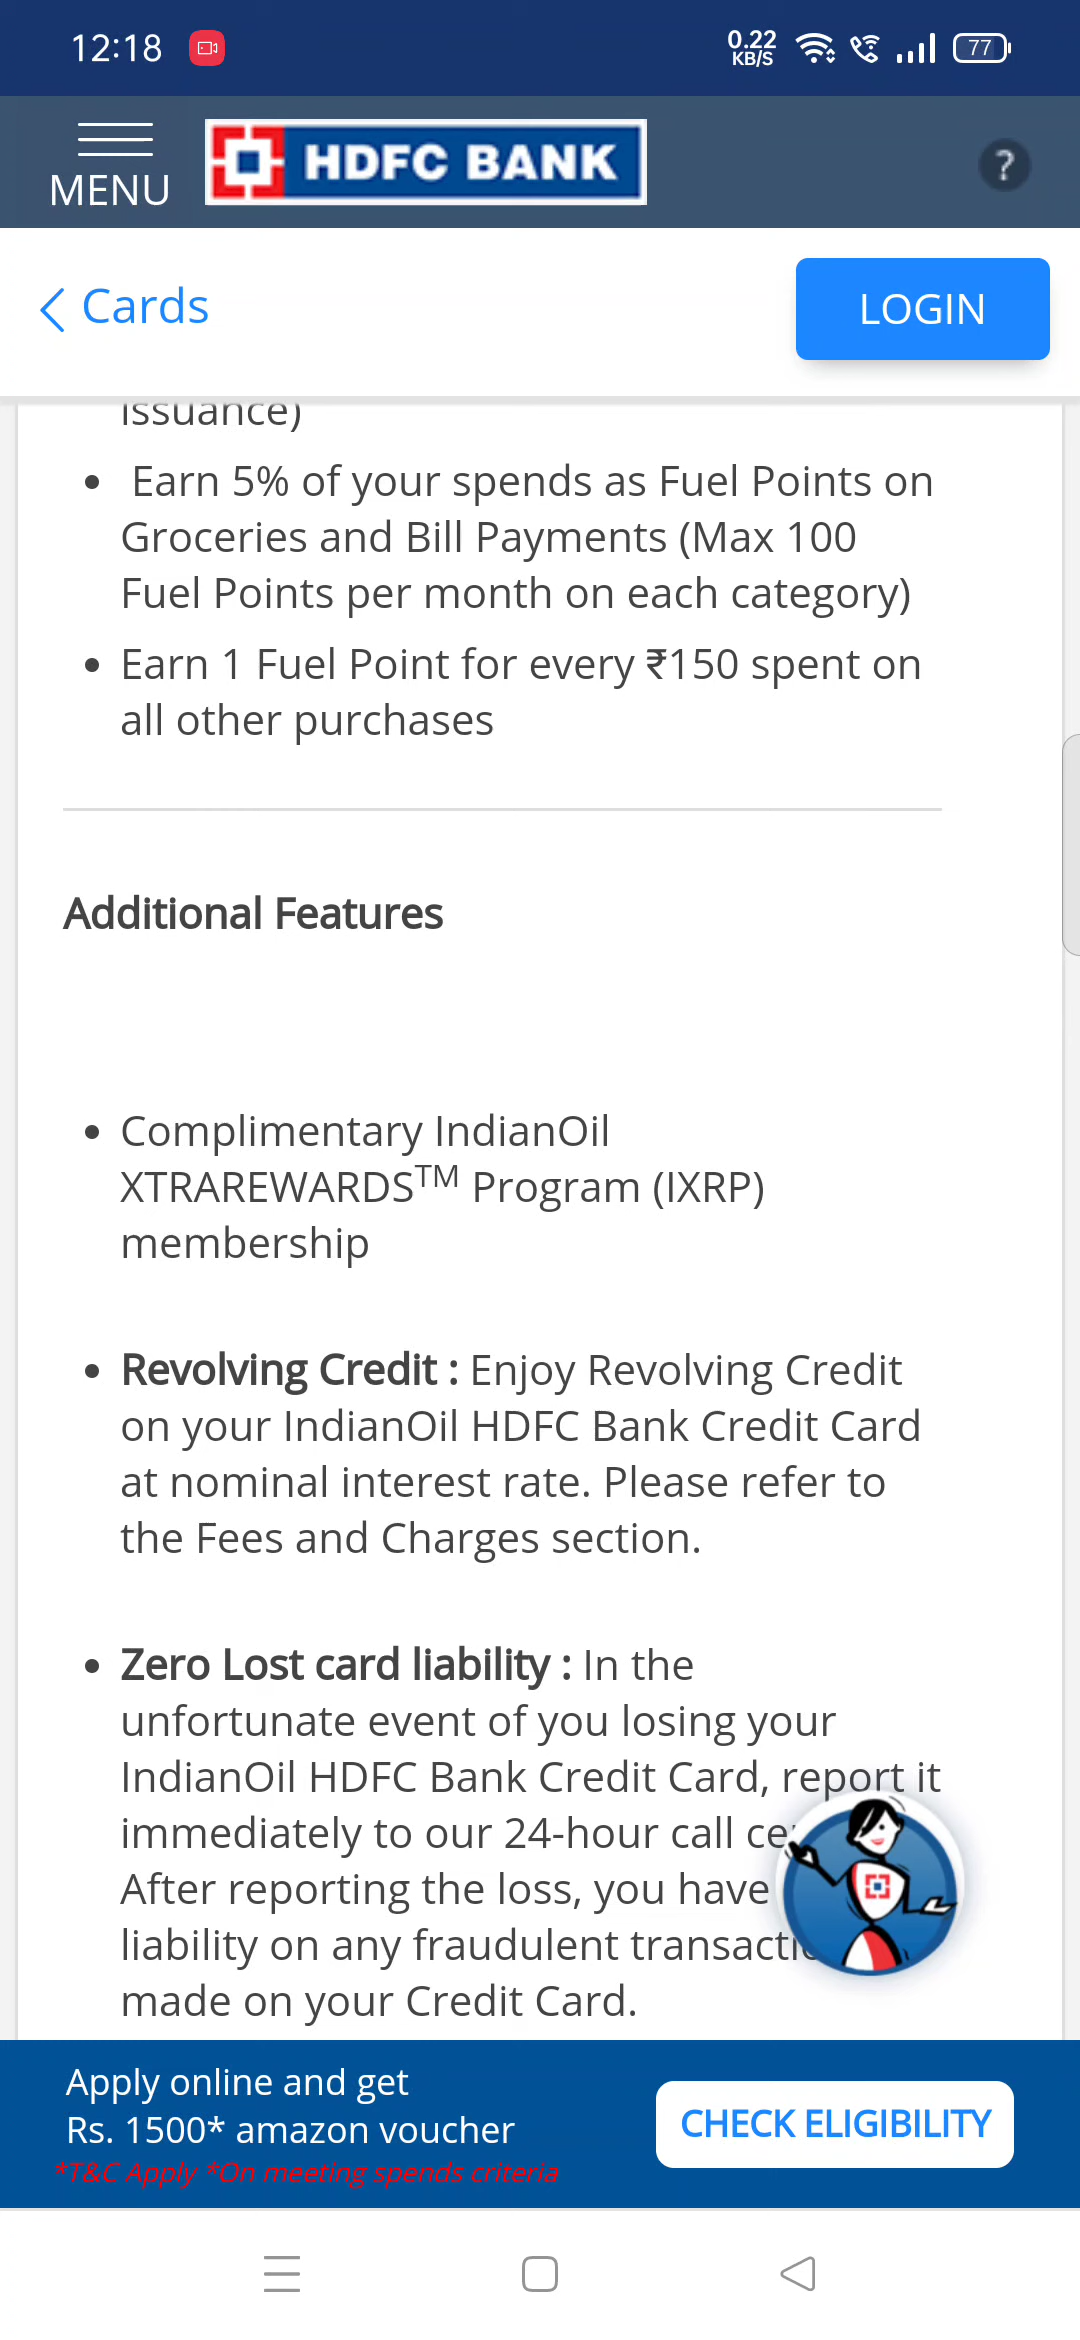 12:18
0.22
KB/S
77
MENU
HDFC BANK
?
Cards
LOGIN
issuance)
Earn 5% of your spends as Fuel Points on
Groceries and Bill Payments (Max 100
Fuel Points per month on each category)
Earn 1 Fuel Point for every ₹150 spent on
all other purchases
Additional Features
Complimentary IndianOil
XTRAREWARDS™ Program (IXRP)
membership
Revolving Credit : Enjoy Revolving Credit
on your IndianOil HDFC Bank Credit Card
at nominal interest rate. Please refer to
the Fees and Charges section.
Zero Lost card liability : In the
unfortunate event of you losing your
IndianOil HDFC Bank Credit Card, report it
immediately to our 24-hour call
After reporting the loss, you have
liability on any fraudulent
made on your Credit Card.
Apply online and get
Rs. 1500* amazon voucher
*T&C Apply *On meeting spends criteria
CHECK ELIGIBILITY